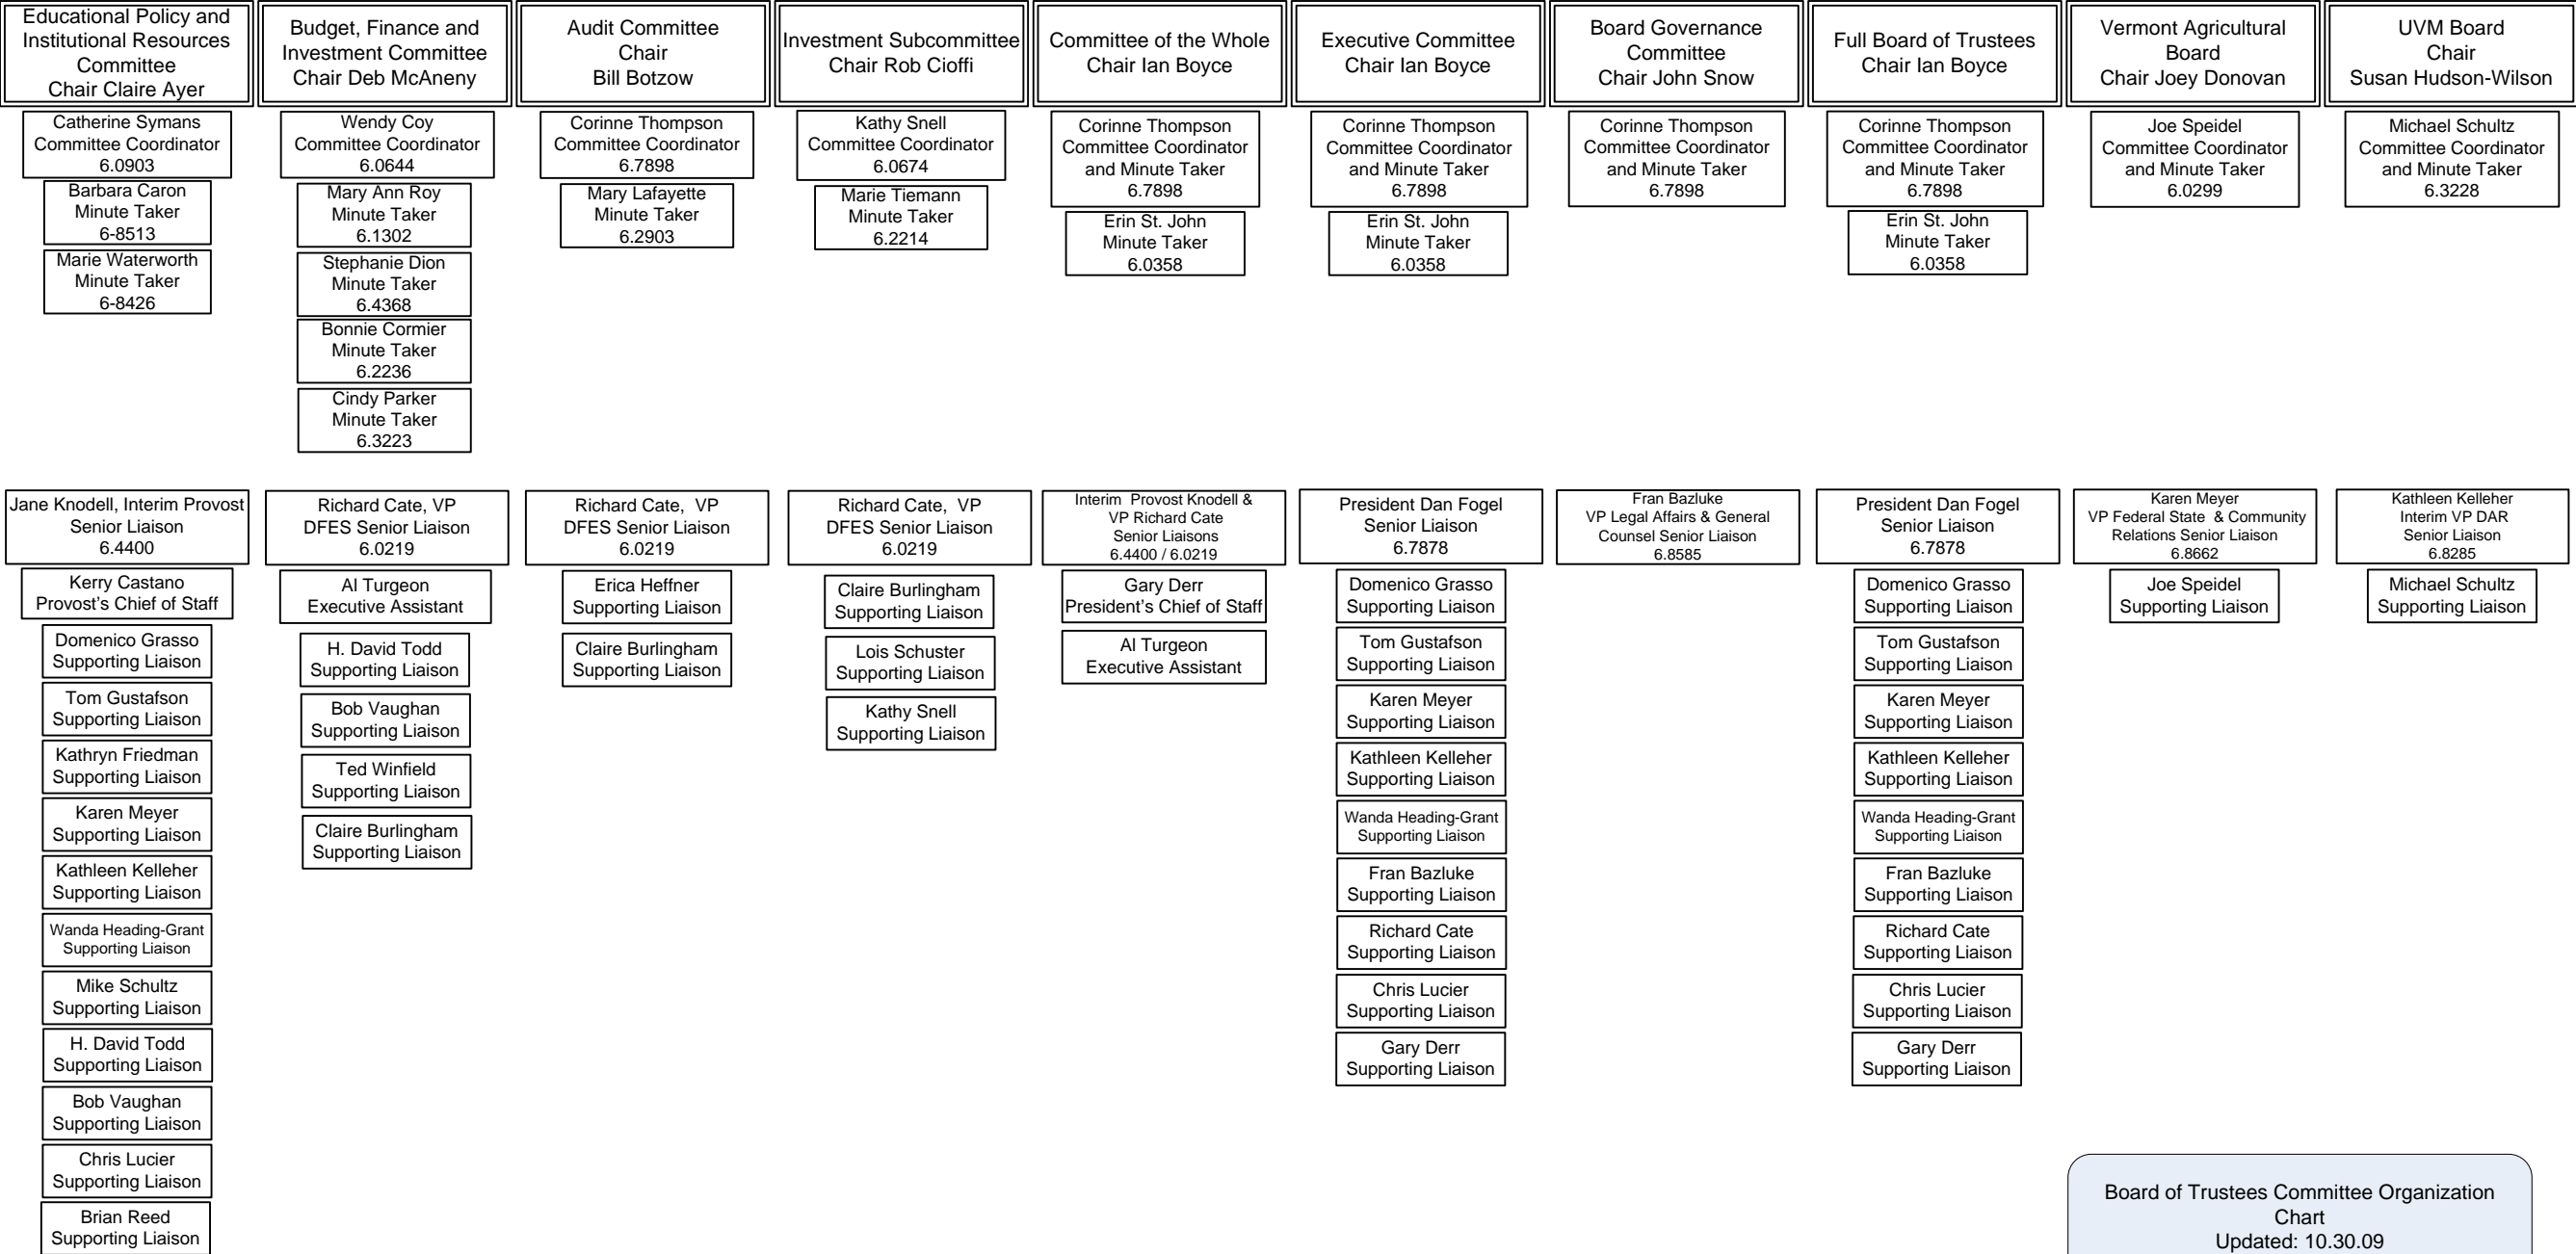 Educational Policy and
Institutional Resources
Committee
Chair Claire Ayer
Catherine Symans
Committee Coordinator
6.0903
Barbara Caron
Minute Taker
6-8513
Marie Waterworth
Minute Taker
6-8426
Jane Knodell, Interim Provost
Senior Liaison
6.4400
Kerry Castano
Provost's Chief of Staff
Domenico Grasso
Supporting Liaison
Tom Gustafson
Supporting Liaison
Kathryn Friedman
Supporting Liaison
Karen Meyer
Supporting Liaison
Kathleen Kelleher
Supporting Liaison
Wanda Heading-Grant
Supporting Liaison
Mike Schultz
Supporting Liaison
H. David Todd
Supporting Liaison
Bob Vaughan
Supporting Liaison
Chris Lucier
Supporting Liaison
Brian Reed
Supporting Liaison
Budget, Finance and
Investment Committee
Chair Deb McAneny
Wendy Coy
Committee Coordinator
6.0644
Mary Ann Roy
Minute Taker
6.1302
Stephanie Dion
Minute Taker
6.4368
Bonnie Cormier
Minute Taker
6.2236
Cindy Parker
Minute Taker
6.3223
Richard Cate, VP
DFES Senior Liaison
6.0219
Al Turgeon
Executive Assistant
H. David Todd
Supporting Liaison
Bob Vaughan
Supporting Liaison
Ted Winfield
Supporting Liaison
Claire Burlingham
Supporting Liaison
Audit Committee
Chair
Bill Botzow
Corinne Thompson
Committee Coordinator
6.7898
Mary Lafayette
Minute Taker
6.2903
Richard Cate, VP
DFES Senior Liaison
6.0219
Erica Heffner
Supporting Liaison
Claire Burlingham
Supporting Liaison
Investment Subcommittee
Chair Rob Cioffi
Kathy Snell
Committee Coordinator
6.0674
Marie Tiemann
Minute Taker
6.2214
Richard Cate, VP
DFES Senior Liaison
6.0219
Claire Burlingham
Supporting Liaison
Lois Schuster
Supporting Liaison
Kathy Snell
Supporting Liaison
Committee of the Whole
Chair Ian Boyce
Corinne Thompson
Committee Coordinator
and Minute Taker
6.7898
Erin St. John
Minute Taker
6.0358
Interim Provost Knodell &
VP Richard Cate
Senior Liaisons
6.4400 / 6.0219
Gary Derr
President's Chief of Staff
Al Turgeon
Executive Assistant
Executive Committee
Chair Ian Boyce
Corinne Thompson
Committee Coordinator
and Minute Taker
6.7898
Erin St. John
Minute Taker
6.0358
President Dan Fogel
Senior Liaison
6.7878
Domenico Grasso
Supporting Liaison
Tom Gustafson
Supporting Liaison
Karen Meyer
Supporting Liaison
Kathleen Kelleher
Supporting Liaison
Wanda Heading-Grant
Supporting Liaison
Fran Bazluke
Supporting Liaison
Richard Cate
Supporting Liaison
Chris Lucier
Supporting Liaison
Gary Derr
Supporting Liaison
Board Governance
Committee
Chair John Snow
Corinne Thompson
Committee Coordinator
and Minute Taker
6.7898
Fran Bazluke
VP Legal Affairs & General
Counsel Senior Liaison
6.8585
Full Board of Trustees
Chair Ian Boyce
Corinne Thompson
Committee Coordinator
and Minute Taker
6.7898
Erin St. John
Minute Taker
6.0358
President Dan Fogel
Senior Liaison
6.7878
Domenico Grasso
Supporting Liaison
Tom Gustafson
Supporting Liaison
Karen Meyer
Supporting Liaison
Kathleen Kelleher
Supporting Liaison
Wanda Heading-Grant
Supporting Liaison
Fran Bazluke
Supporting Liaison
Richard Cate
Supporting Liaison
Chris Lucier
Supporting Liaison
Gary Derr
Supporting Liaison
Vermont Agricultural
Board
Chair Joey Donovan
Joe Speidel
Committee Coordinator
and Minute Taker
6.0299
Karen Meyer
VP Federal State & Community
Relations Senior Liaison
6.8662
Joe Speidel
Supporting Liaison
UVM Board
Chair
Susan Hudson-Wilson
Michael Schultz
Committee Coordinator
and Minute Taker
6.3228
Kathleen Kelleher
Interim VP DAR
Senior Liaison
6.8285
Michael Schultz
Supporting Liaison
Board of Trustees Committee Organization
Chart
Updated: 10.30.09